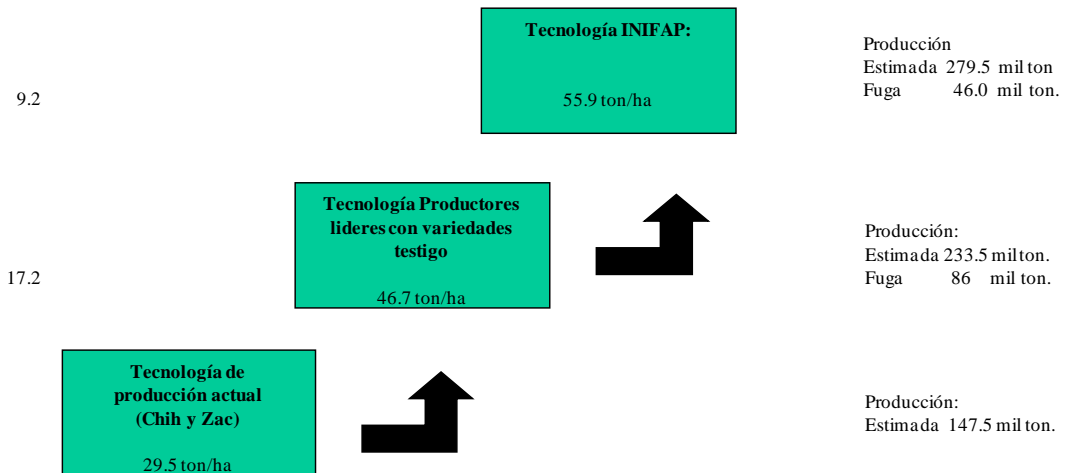 Tecnología INIFAP:
55.9 ton/ha
Producción
Estimada 279.5 mil ton
Fuga 46.0 mil ton.
9.2
Tecnología Productores
lideres con variedades
testigo
46.7 ton/ha
Producción:
Estimada 233.5 mil ton.
Fuga 86 mil ton.
17.2
Tecnología de
producción actual
(Chih y Zac)
29.5 ton/ha
Producción:
Estimada 147.5 mil ton.